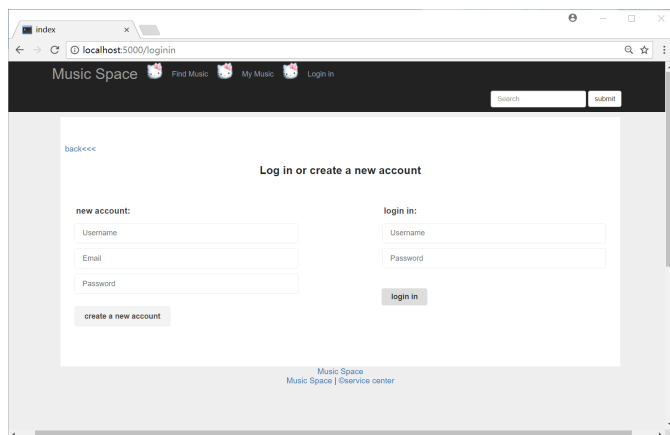 index
localhost:5000/loginin
Music Space Find Music My Music Login in
Search submit
back<<<
Log in or create a new account
new account:
Username
Email
Password
create a new account
login in:
Username
Password
login in
Music Space
Music Space | ©service center